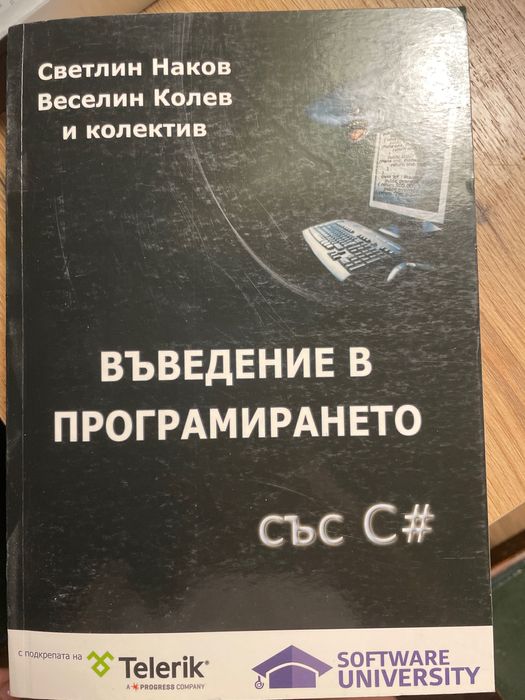 Светлин Наков
Веселин Колев
и колектив
ВЪВЕДЕНИЕ В
ПРОГРАМИРАНЕТО
със C#
с подкрепата на
Telerik®
A PROGRESS COMPANY
SOFTWARE
UNIVERSITY